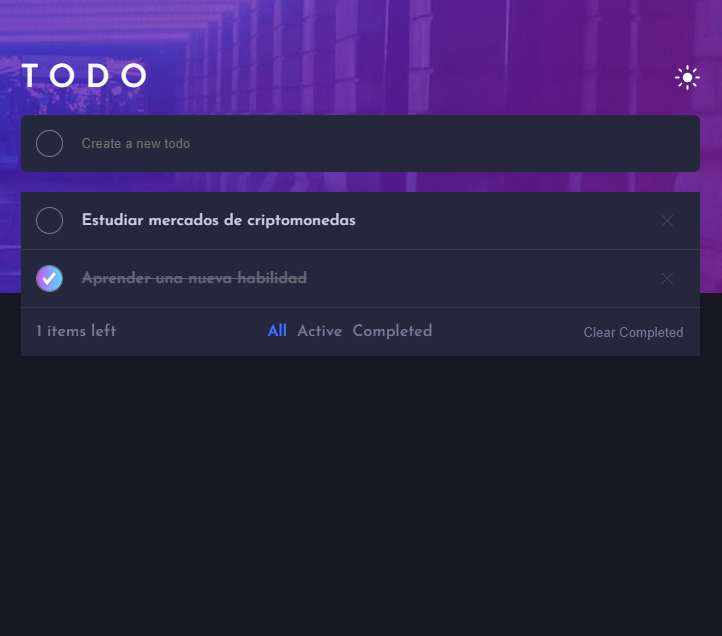 TODO
Create a new todo
Estudiar mercados de criptomonedas
Aprender una nueva habilidad
1 items left All Active Completed Clear Completed